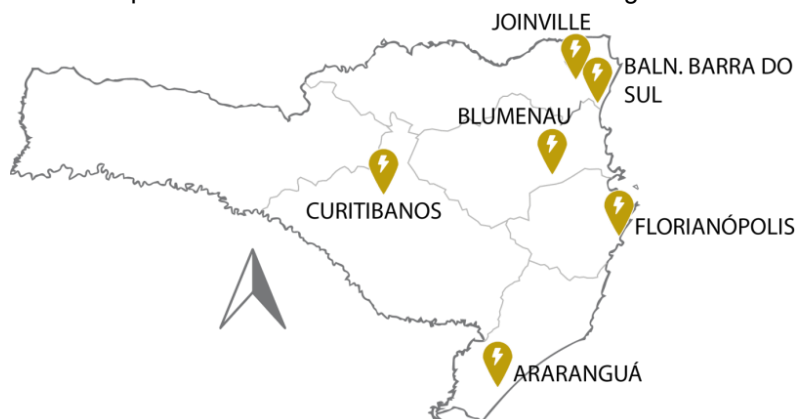 JOINVILLE
BALN. BARRA DO
SUL
BLUMENAU
CURITIBANOS
FLORIANÓPOLIS
ARARANGUÁ